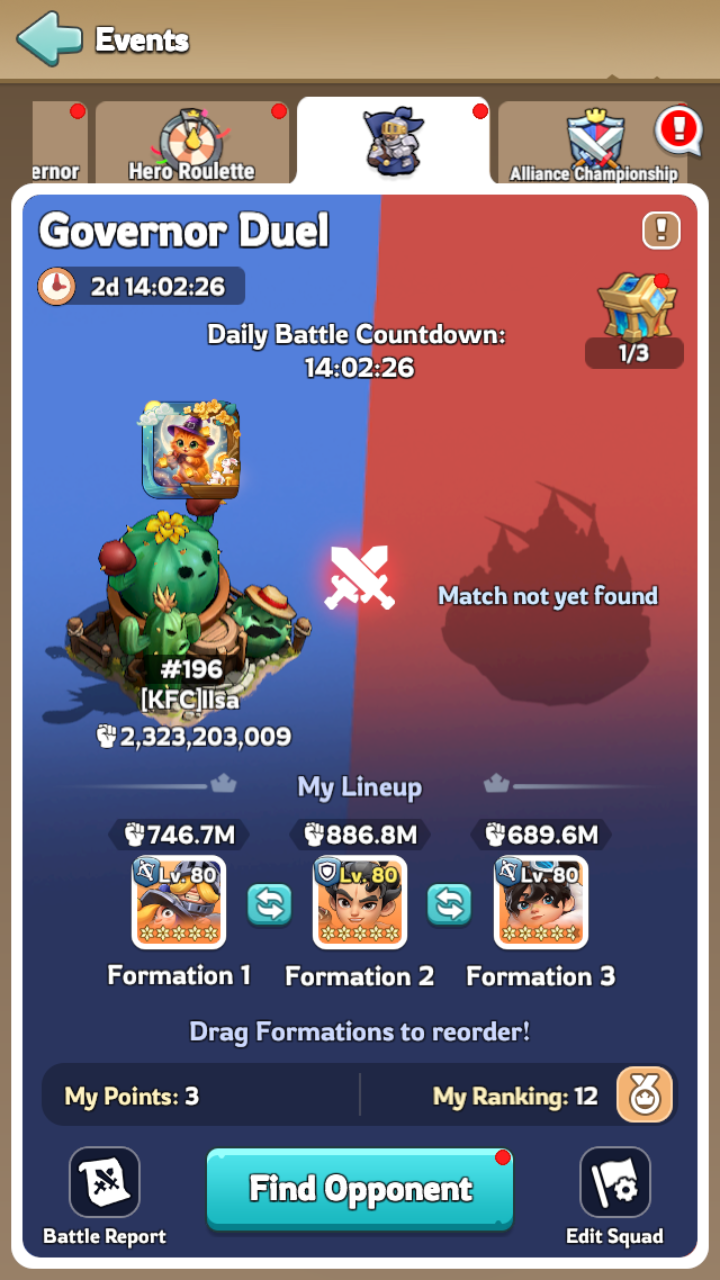 Events
ernor
Hero Roulette
Alliance Championship
Governor Duel
2d 14:02:26
Daily Battle Countdown:
14:02:26
1/3
Match not yet found
#196
[KFC]Ilsa
2,323,203,009
My Lineup
746.7M 886.8M 689.6M
Lv. 80 Lv. 80 Lv. 80
Formation 1 Formation 2 Formation 3
Drag Formations to reorder!
My Points: 3 My Ranking: 12
Find Opponent
Battle Report Edit Squad